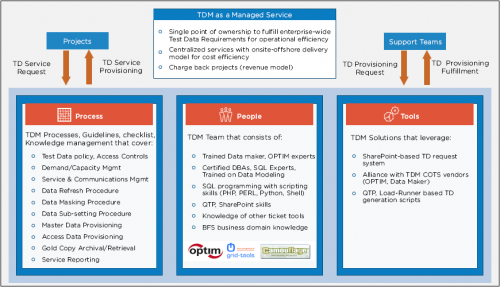 TDM as a Managed Service
◦ Single point of ownership to fulfill enterprise-wide
Test Data Requirements for operational efficiency
◦ Centralized services with onsite-offshore delivery
model for cost efficiency
◦ Charge back projects (revenue model)
Projects
TD Service
Request
TD Service
Provisioning
Support Teams
TD Provisioning
Request
TD Provisioning
Fulfillment
Process
TDM Processes, Guidelines, checklist,
Knowledge management that cover:
◦ Test Data policy, Access Controls
◦ Demand/Capacity Mgmt
◦ Service & Communications Mgmt
◦ Data Refresh Procedure
◦ Data Masking Procedure
◦ Data Sub-setting Procedure
◦ Master Data Provisioning
◦ Access Data Provisioning
◦ Gold Copy Archival/Retrieval
◦ Service Reporting
People
TDM Team that consists of:
◦ Trained Data maker, OPTIM experts
◦ Certified DBAs, SQL Experts,
Trained on Data Modeling
◦ SQL programming with scripting
skills (PHP, PERL, Python, Shell)
◦ QTP, SharePoint skills
◦ Knowledge of other ticket tools
◦ BFS business domain knowledge
optim
grid-tools
Camouflage
Tools
TDM Solutions that leverage:
◦ SharePoint-based TD request
system
◦ Alliance with TDM COTS vendors
(OPTIM, Data Maker)
◦ QTP, Load-Runner based TD
generation scripts